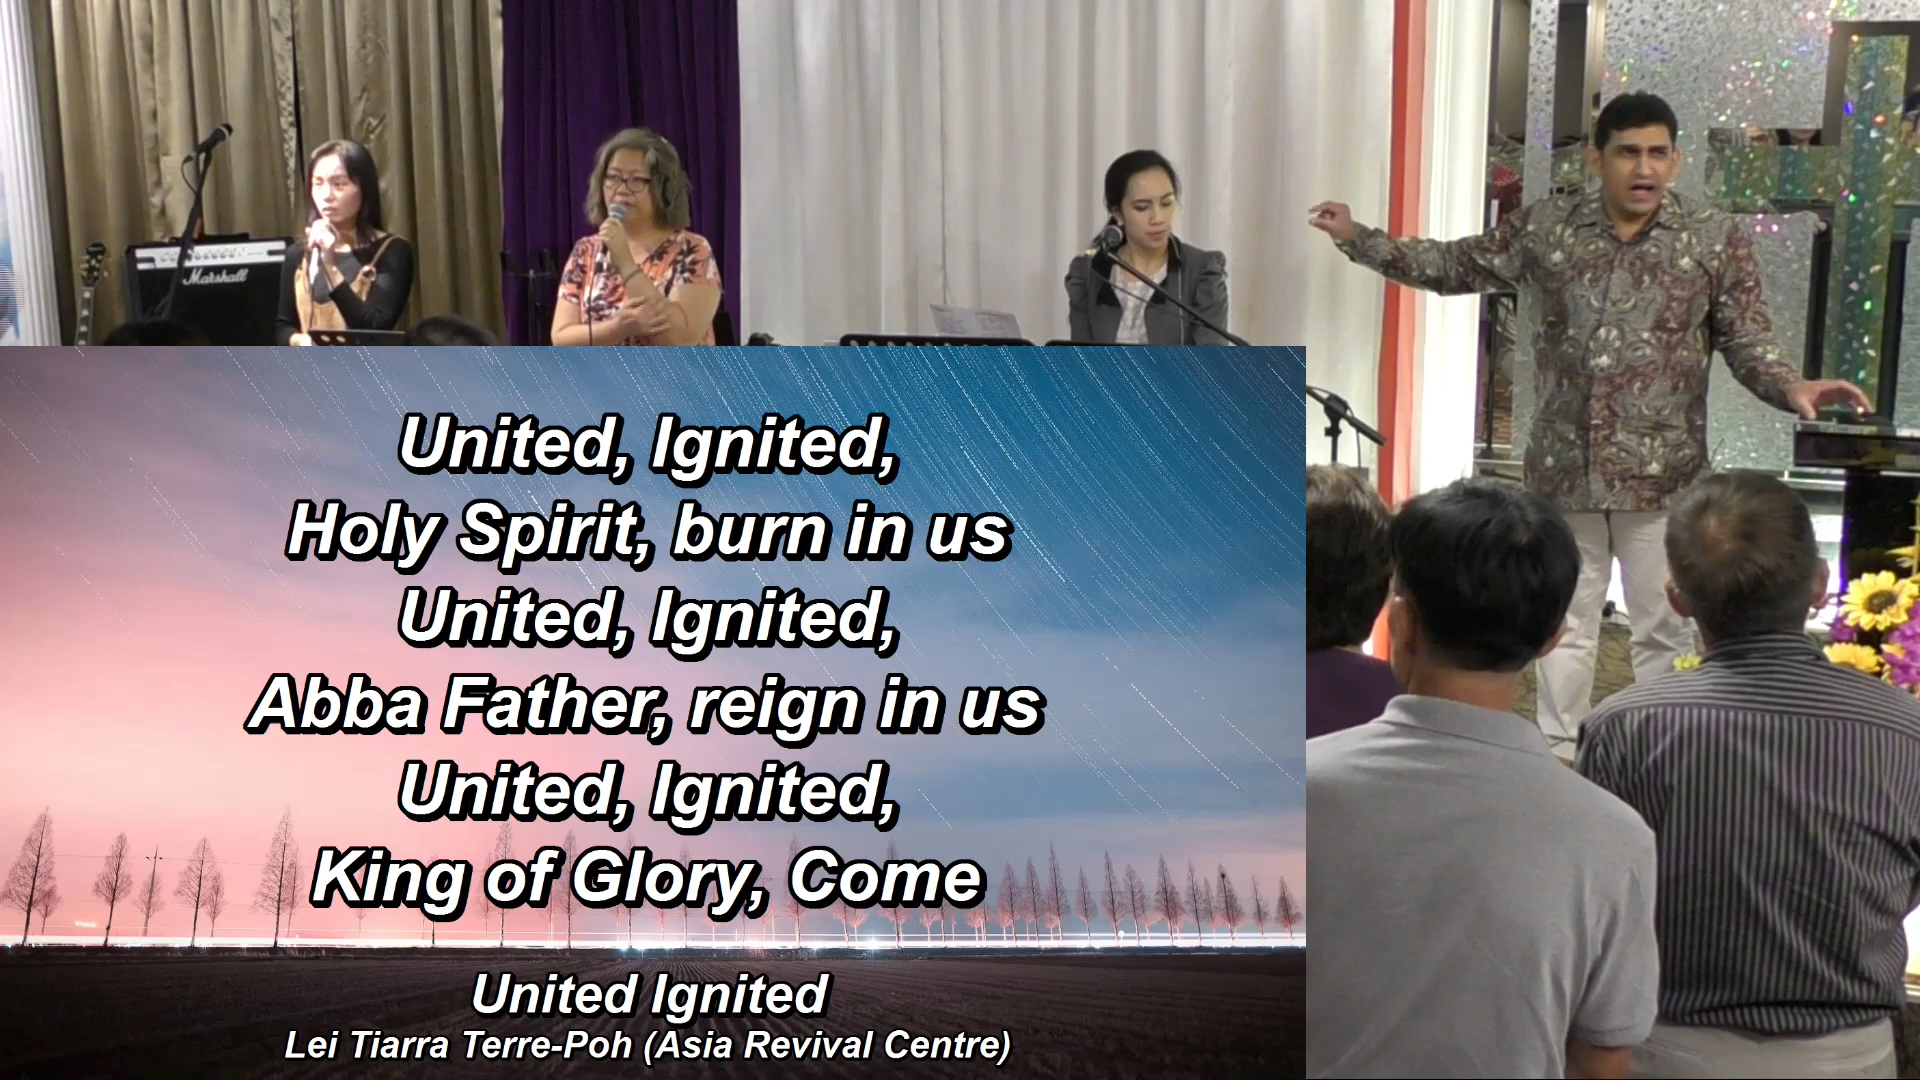 Marshall
United, Ignited,
Holy Spirit, burn in us
United, Ignited,
Abba Father, reign in us
United, Ignited,
King of Glory, Come
United Ignited
Lei Tiarra Terre-Poh (Asia Revival Centre)